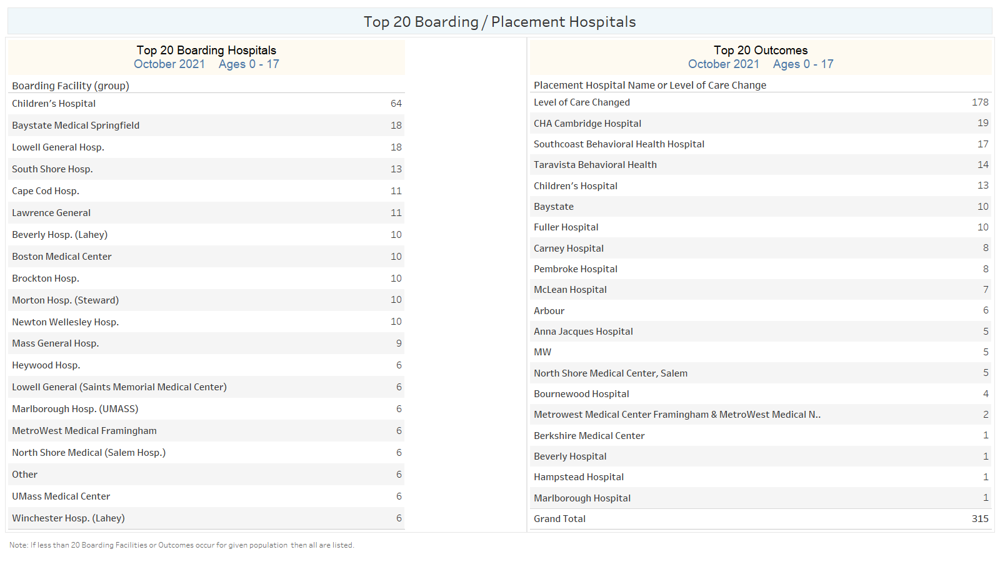 Top 20 Boarding / Placement Hospitals
Top 20 Boarding Hospitals
October 2021 Ages 0 - 17
Boarding Facility (group)
Children's Hospital 64
Baystate Medical Springfield 18
Lowell General Hosp. 18
South Shore Hosp. 13
Cape Cod Hosp. 11
Lawrence General 11
Beverly Hosp. (Lahey) 10
Boston Medical Center 10
Brockton Hosp. 10
Morton Hosp. (Steward) 10
Newton Wellesley Hosp. 10
Mass General Hosp. 9
Heywood Hosp. 6
Lowell General (Saints Memorial Medical Center) 6
Marlborough Hosp. (UMASS) 6
MetroWest Medical Framingham 6
North Shore Medical (Salem Hosp.) 6
Other 6
UMass Medical Center 6
Winchester Hosp. (Lahey) 6
Top 20 Outcomes
October 2021 Ages 0 - 17
Placement Hospital Name or Level of Care Change
Level of Care Changed 178
CHA Cambridge Hospital 19
Southcoast Behavioral Health Hospital 17
Taravista Behavioral Health 14
Children's Hospital 13
Baystate 10
Fuller Hospital 10
Carney Hospital 8
Pembroke Hospital 8
McLean Hospital 7
Arbour 6
Anna Jacques Hospital 5
MW 5
North Shore Medical Center, Salem 5
Bournewood Hospital 4
Metrowest Medical Center Framingham & MetroWest Medical N.. 2
Berkshire Medical Center 1
Beverly Hospital 1
Hampstead Hospital 1
Marlborough Hospital 1
Grand Total 315
Note: If less than 20 Boarding Facilities or Outcomes occur for given population then all are listed.